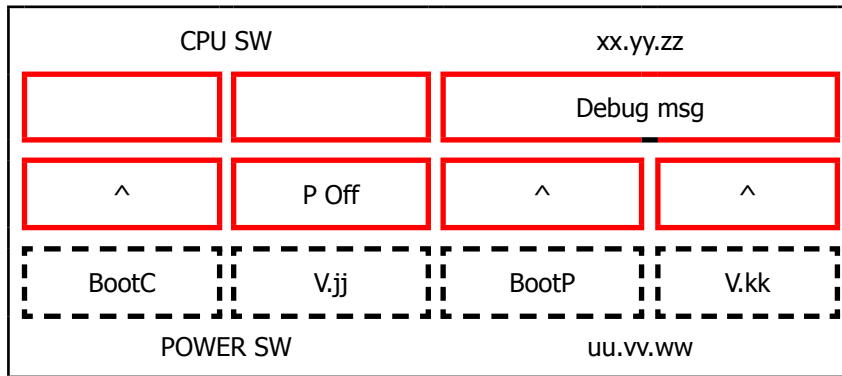 CPU SW xx.yy.zz
Debug msg
^ P Off ^ ^
BootC V.jj BootP V.kk
POWER SW uu.vv.ww